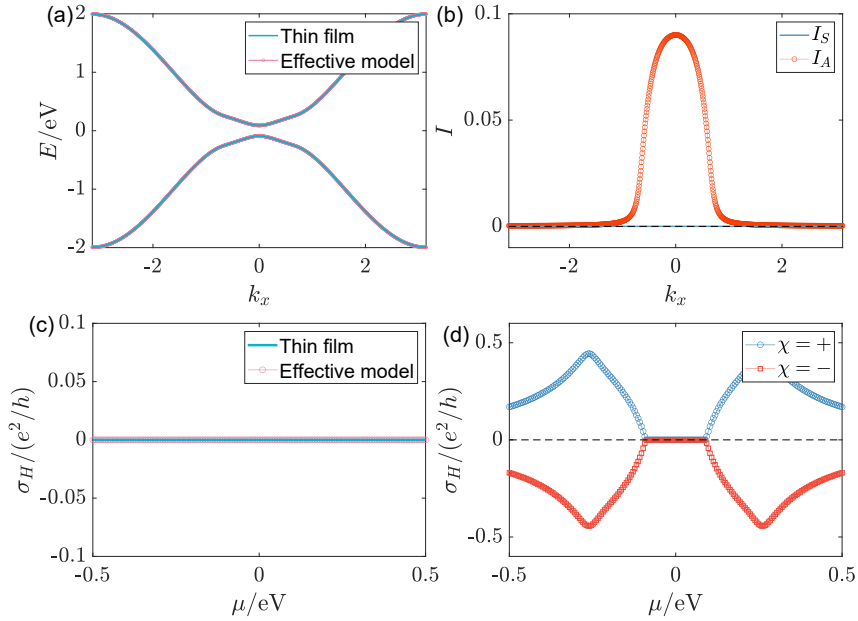 (a)
2
1
0
-1
-2
E/eV
-2
0
2
k_x
Thin film
Effective model
(b)
0.1
0.05
0
I
-2
0
2
k_x
I_S
I_A
(c)
0.1
0.05
0
-0.05
-0.1
σ_H/(e²/h)
-0.5
0
0.5
μ/eV
Thin film
Effective model
(d)
0.5
0
-0.5
σ_H/(e²/h)
-0.5
0
0.5
μ/eV
χ = +
χ = −